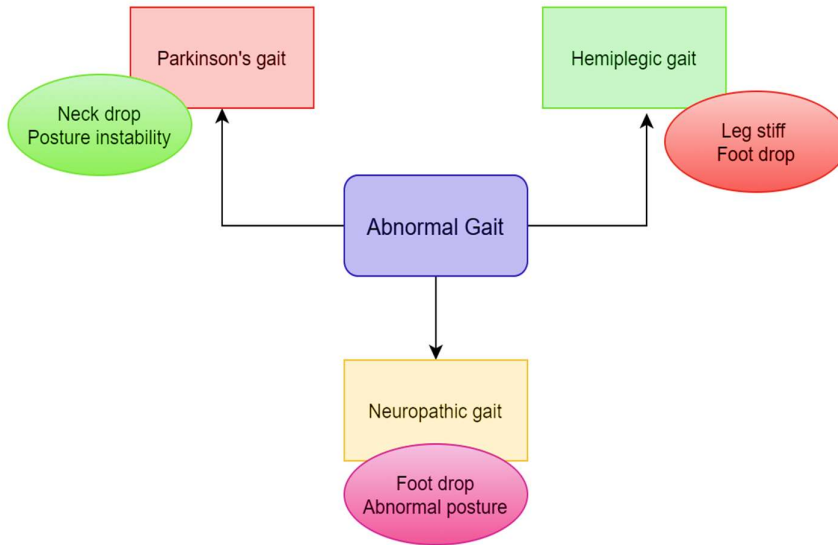 Parkinson's gait
Neck drop
Posture instability
Hemiplegic gait
Leg stiff
Foot drop
Abnormal Gait
Neuropathic gait
Foot drop
Abnormal posture